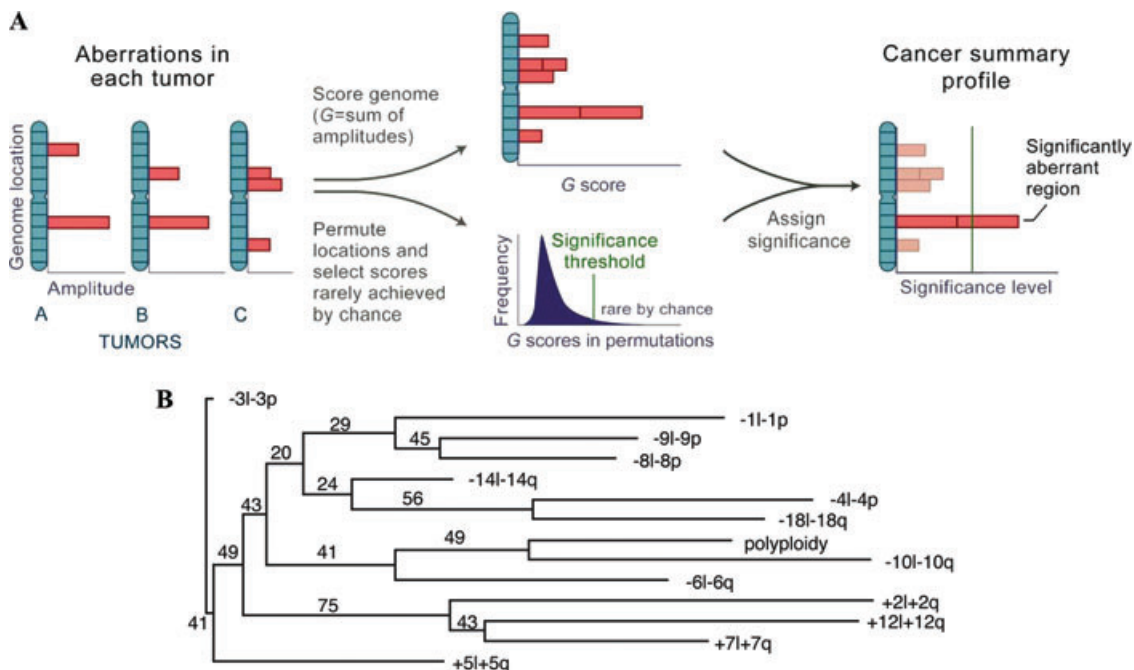 A
Aberrations in
each tumor
Genome location
Amplitude
A
B
C
TUMORS
Score genome
(G=sum of
amplitudes)
Permute
locations and
select scores
rarely achieved
by chance
G score
Frequency
Significance
threshold
rare by chance
G scores in permutations
Assign
significance
Cancer summary
profile
Significantly
aberrant
region
Significance level
B
-3l-3p
29
-1l-1p
45
-9l-9p
-8l-8p
20
24
-14l-14q
56
-4l-4p
-18l-18q
43
49
polyploidy
41
-10l-10q
-6l-6q
49
75
+2l+2q
43
+12l+12q
+7l+7q
41
+5l+5q